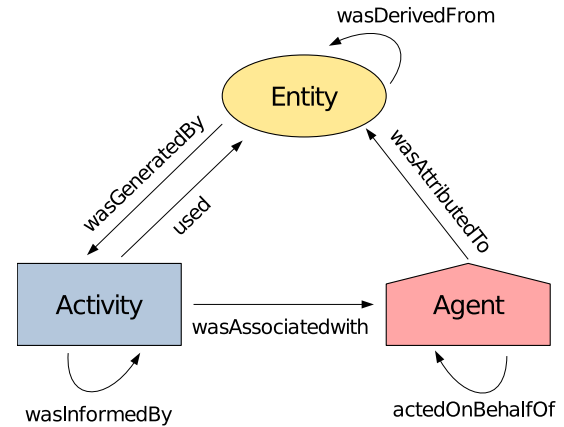 wasDerivedFrom
Entity
wasGeneratedBy
used
wasAttributedTo
Activity
wasAssociatedwith
Agent
wasInformedBy
actedOnBehalfOf